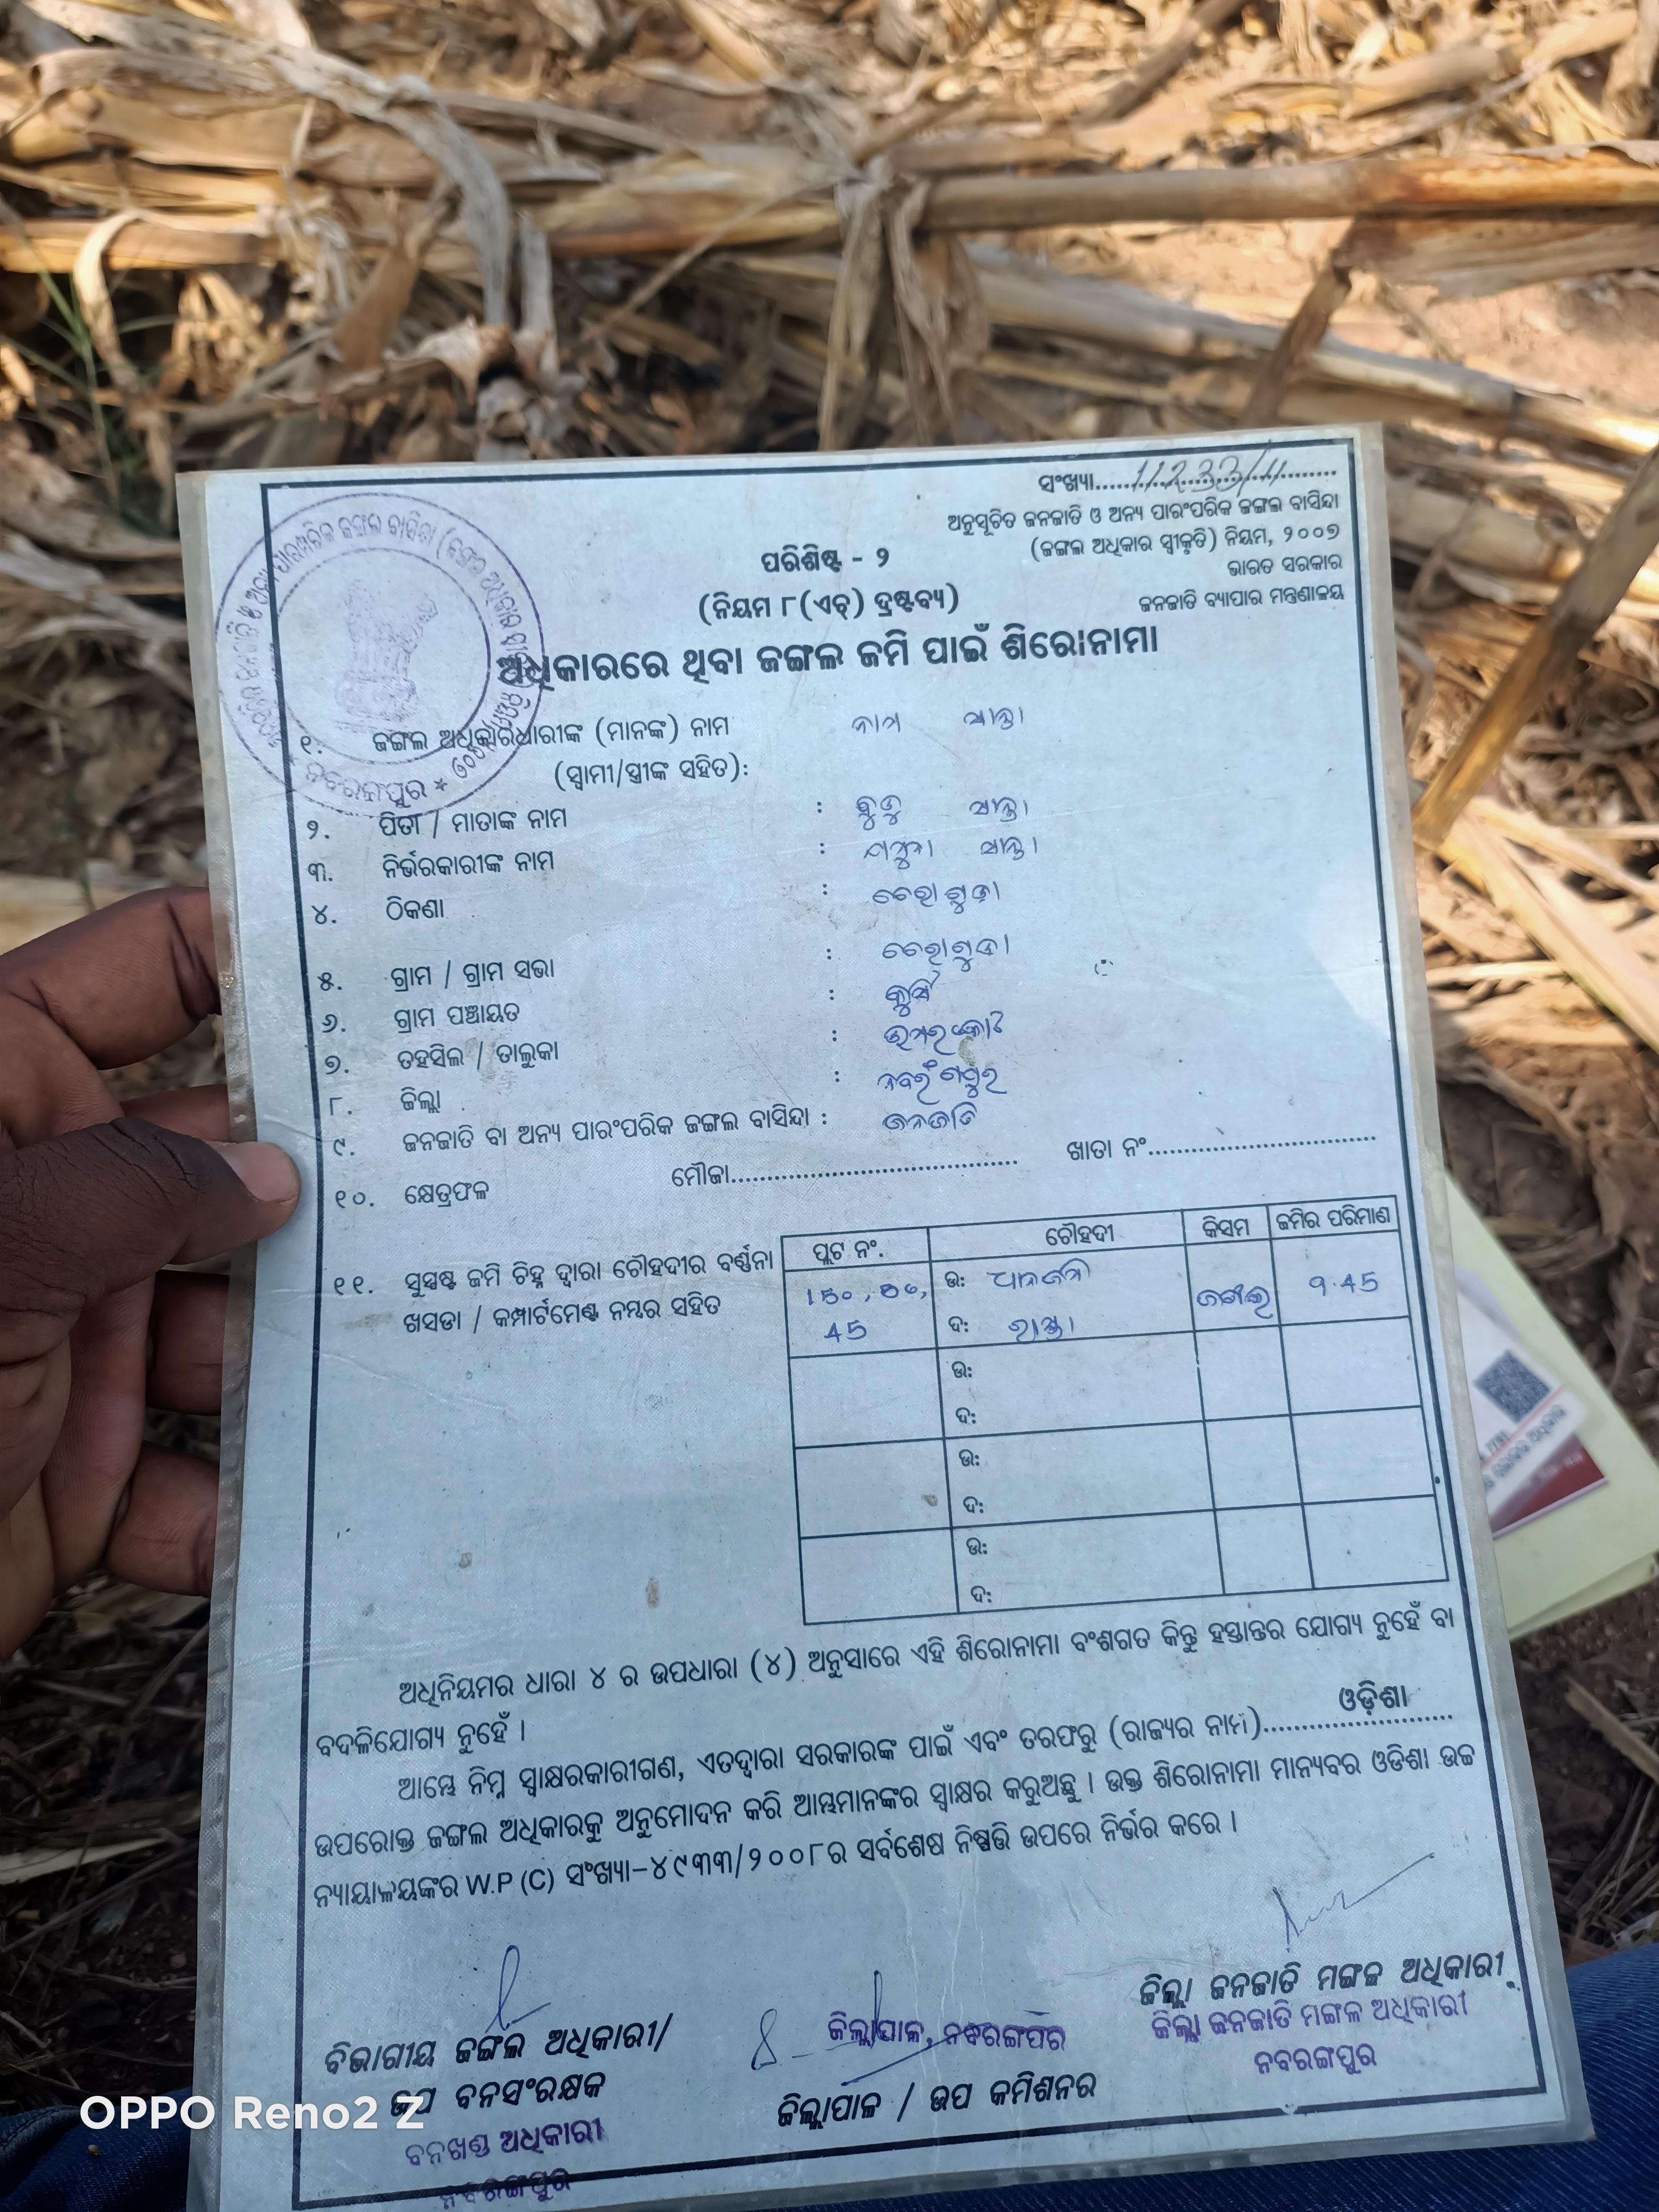 ସଂଖ୍ୟା...11233/11...
ଅନୁସୂଚିତ ଜନଜାତି ଓ ଅନ୍ୟ ପାରଂପରିକ ଜଙ୍ଗଲ ବାସିନ୍ଦା
(ଜଙ୍ଗଲ ଅଧିକାର ସ୍ୱୀକୃତି) ନିୟମ, ୨୦୦୭
ଭାରତ ସରକାର
ଜନଜାତି ବ୍ୟାପାର ମନ୍ତ୍ରଣାଳୟ
ପରିଶିଷ୍ଟ - ୨
(ନିୟମ ୮(ଏଚ୍) ଦ୍ରଷ୍ଟବ୍ୟ)
ଅଧିକାରରେ ଥିବା ଜଙ୍ଗଲ ଜମି ପାଇଁ ଶିରୋନାମା
୧. ଜଙ୍ଗଲ ଅଧିକାରଧାରୀଙ୍କ (ମାନଙ୍କ) ନାମ ସାନ୍ତା
(ସ୍ୱାମୀ/ସ୍ତ୍ରୀଙ୍କ ସହିତ):
୨. ପିତା / ମାତାଙ୍କ ନାମ : ସାନ୍ତା
୩. ନିର୍ଭରକାରୀଙ୍କ ନାମ : ଯମୁନା ସାନ୍ତା
୪. ଠିକଣା : ଚେରାଗୁଡା
୫. ଗ୍ରାମ / ଗ୍ରାମ ସଭା : ଚେରାଗୁଡା
୬. ଗ୍ରାମ ପଞ୍ଚାୟତ : କୁର୍ସି
୭. ତହସିଲ / ତାଲୁକା : ଉମରକୋଟ
୮. ଜିଲ୍ଲା : ନବରଂଗପୁର
୯. ଜନଜାତି ବା ଅନ୍ୟ ପାରଂପରିକ ଜଙ୍ଗଲ ବାସିନ୍ଦା : ଜନଜାତି
୧୦. କ୍ଷେତ୍ରଫଳ ମୌଜା........ ଖାତା ନଂ........
୧୧. ସୁସ୍ପଷ୍ଟ ଜମି ଚିହ୍ନ ଦ୍ୱାରା ଚୌହଦୀର ବର୍ଣ୍ଣନା
ଖସଡା / କମ୍ପାର୍ଟମେଣ୍ଟ ନମ୍ବର ସହିତ
ପ୍ଲଟ ନଂ. ଚୌହଦୀ କିସମ ଜମିର ପରିମାଣ
ଉ: ଜଙ୍ଗଲ
45 ଦ: ରାସ୍ତା
ଉ:
ଦ:
ଉ:
ଦ:
ଉ:
ଦ:
ଅଧିନିୟମର ଧାରା ୪ ର ଉପଧାରା (୪) ଅନୁସାରେ ଏହି ଶିରୋନାମା ବଂଶଗତ କିନ୍ତୁ ହସ୍ତାନ୍ତର ଯୋଗ୍ୟ ନୁହେଁ ବା
ବଦଳିଯୋଗ୍ୟ ନୁହେଁ ।
ଆମ୍ଭେ ନିମ୍ନ ସ୍ୱାକ୍ଷରକାରୀଗଣ, ଏତଦ୍ୱାରା ସରକାରଙ୍କ ପାଇଁ ଏବଂ ତରଫରୁ (ରାଜ୍ୟର ନାମ)...ଓଡ଼ିଶା...
ଉପରୋକ୍ତ ଜଙ୍ଗଲ ଅଧିକାରକୁ ଅନୁମୋଦନ କରି ଆମ୍ଭମାନଙ୍କର ସ୍ୱାକ୍ଷର କରୁଅଛୁ । ଉକ୍ତ ଶିରୋନାମା ମାନ୍ୟବର ଓଡିଶା ଉଚ୍ଚ
ନ୍ୟାୟାଳୟଙ୍କର W.P (C) ସଂଖ୍ୟା-୪୯୩୩/୨୦୦୮ର ସର୍ବଶେଷ ନିଷ୍ପତ୍ତି ଉପରେ ନିର୍ଭର କରେ ।
ବିଭାଗୀୟ ଜଙ୍ଗଲ ଅଧିକାରୀ/
ଉପ ବନସଂରକ୍ଷକ
ବନଖଣ୍ଡ ଅଧିକାରୀ
ନବରଙ୍ଗପୁର
ଜିଲ୍ଲାପାଳ, ନବରଙ୍ଗପୁର
ଜିଲ୍ଲାପାଳ / ଉପ କମିଶନର
ଜିଲ୍ଲା ଜନଜାତି ମଙ୍ଗଳ ଅଧିକାରୀ
ଜିଲ୍ଲା ଜନଜାତି ମଙ୍ଗଳ ଅଧିକାରୀ
ନବରଙ୍ଗପୁର
OPPO Reno2 Z